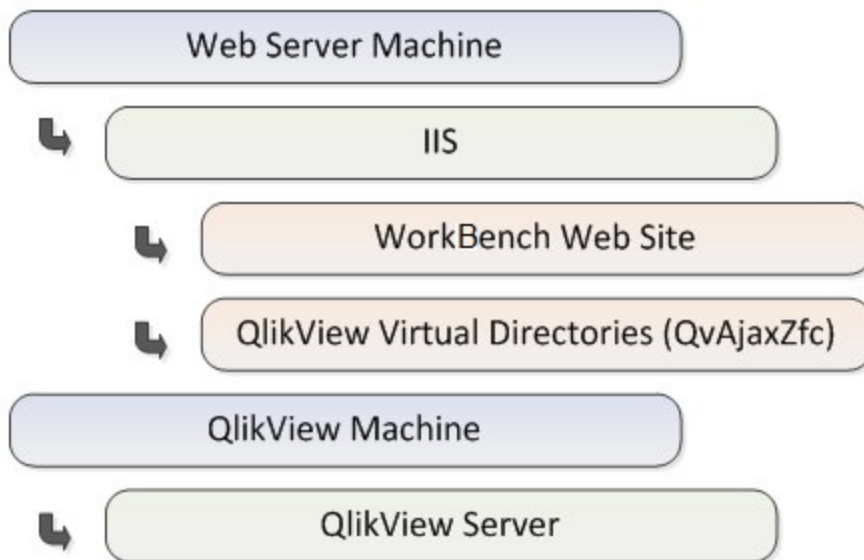 Web Server Machine
IIS
WorkBench Web Site
QlikView Virtual Directories (QvAjaxZfc)
QlikView Machine
QlikView Server